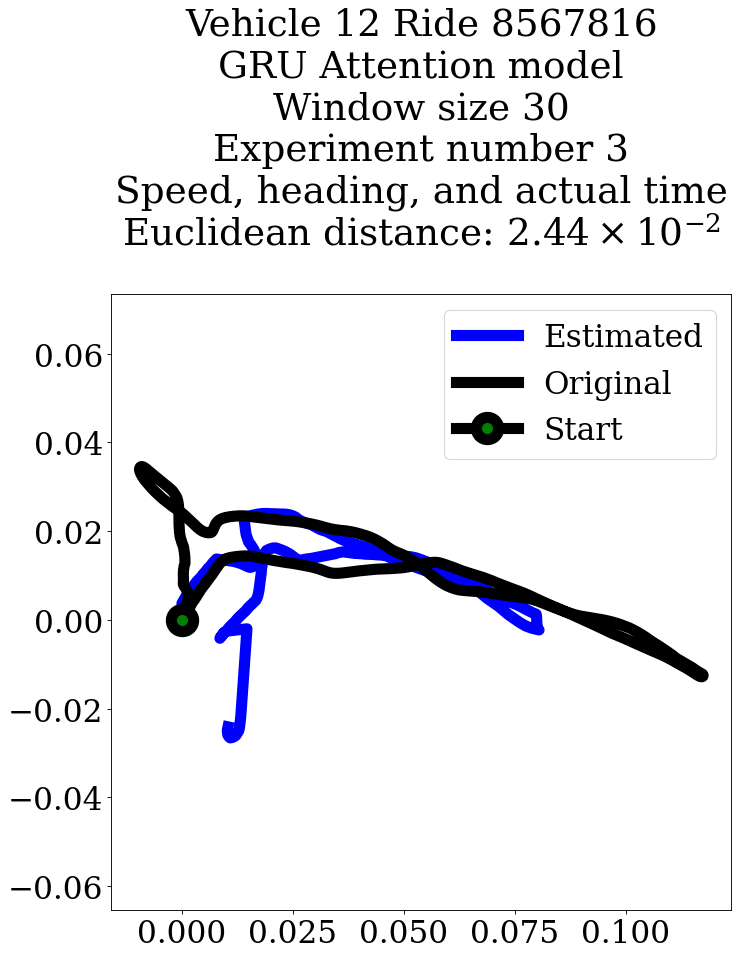 Vehicle 12 Ride 8567816
GRU Attention model
Window size 30
Experiment number 3
Speed, heading, and actual time
Euclidean distance: 2.44 × 10⁻²
Estimated
Original
Start
0.06
0.04
0.02
0.00
−0.02
−0.04
−0.06
0.000 0.025 0.050 0.075 0.100